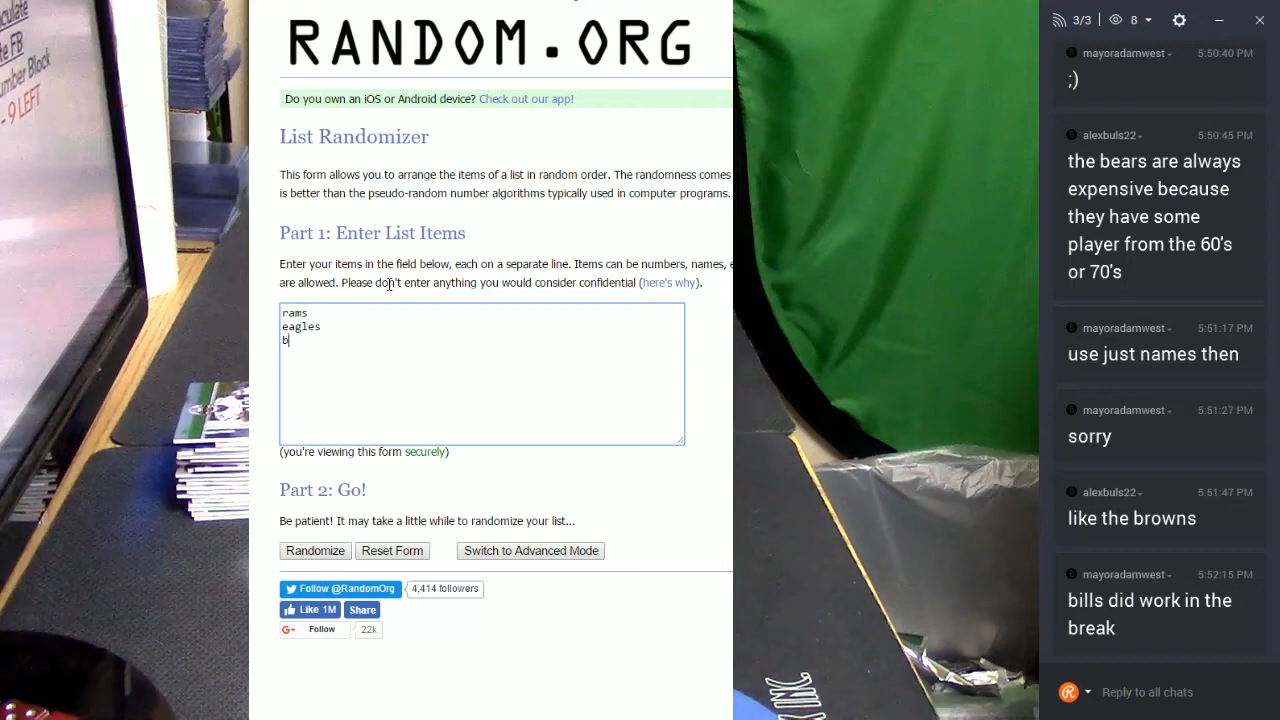 te FB
umber Block
- 9 LEFT
RANDOM.ORG
Do you own an iOS or Android device? Check out our app!
List Randomizer
This form allows you to arrange the items of a list in random order. The randomness comes
is better than the pseudo-random number algorithms typically used in computer programs.
Part 1: Enter List Items
Enter your items in the field below, each on a separate line. Items can be numbers, names, e
are allowed. Please don't enter anything you would consider confidential (here's why).
rams
eagles
b
(you're viewing this form securely)
Part 2: Go!
Be patient! It may take a little while to randomize your list...
Randomize Reset Form Switch to Advanced Mode
Follow @RandomOrg 4,414 followers
Like 1M Share
G+ Follow 22k
INC
3/3 8
mayoradamwest 5:50:40 PM
;)
alexbuls22 5:50:45 PM
the bears are always
expensive because
they have some
player from the 60's
or 70's
mayoradamwest 5:51:17 PM
use just names then
mayoradamwest 5:51:27 PM
sorry
alexbuls22 5:51:47 PM
like the browns
mayoradamwest 5:52:15 PM
bills did work in the
break
Reply to all chats